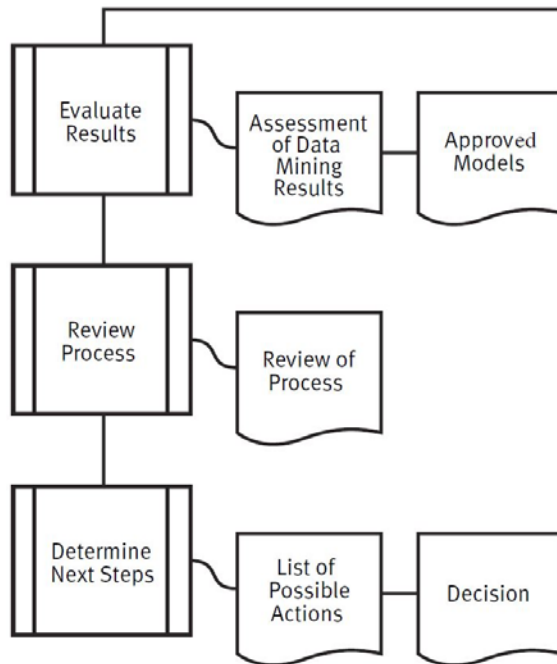 Evaluate
Results
Assessment
of Data
Mining
Results
Approved
Models
Review
Process
Review of
Process
Determine
Next Steps
List of
Possible
Actions
Decision